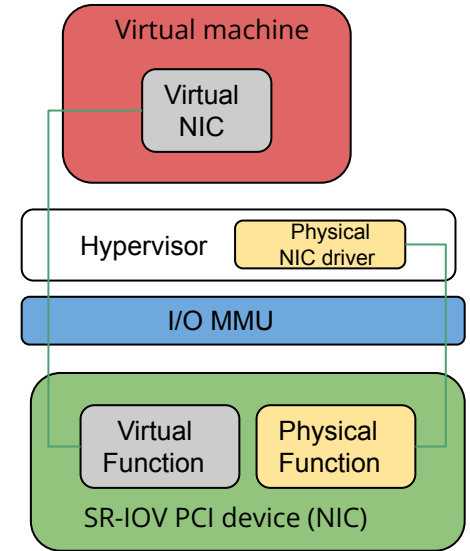 Virtual machine
Virtual
NIC
Hypervisor
Physical
NIC driver
I/O MMU
Virtual
Function
Physical
Function
SR-IOV PCI device (NIC)